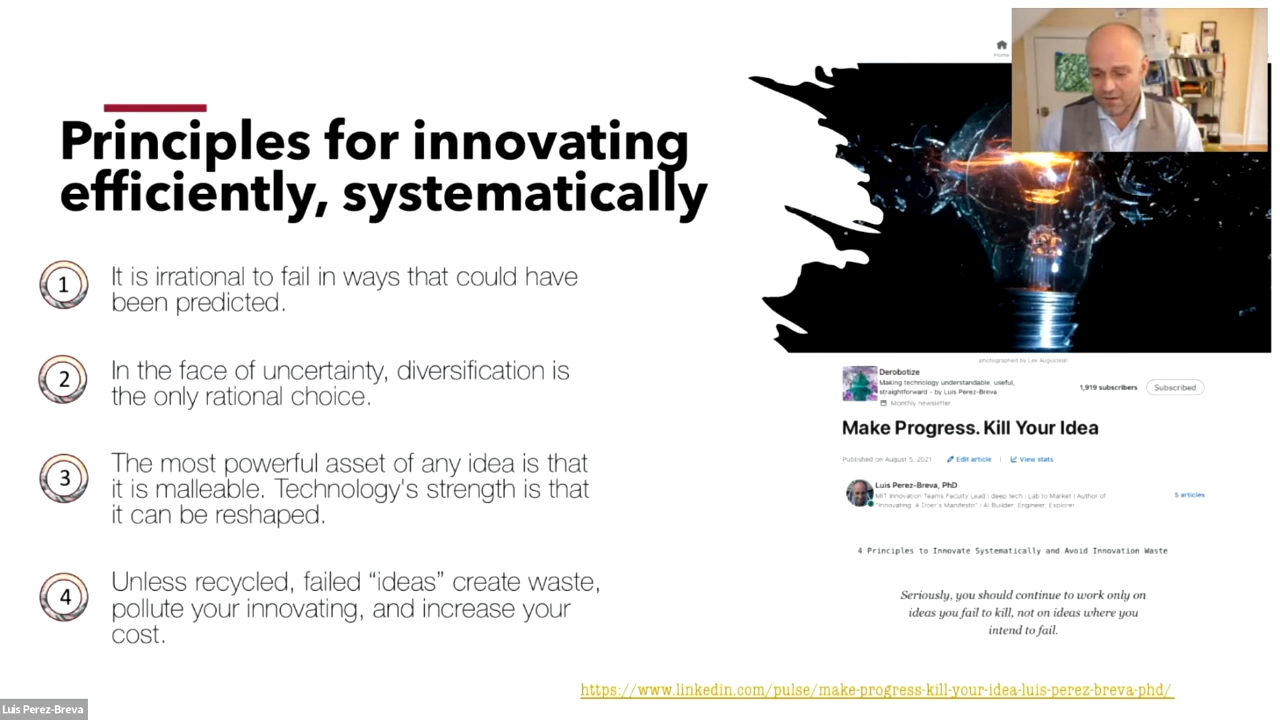 Home
Principles for innovating
efficiently, systematically
1
It is irrational to fail in ways that could have
been predicted.
2
In the face of uncertainty, diversification is
the only rational choice.
3
The most powerful asset of any idea is that
it is malleable. Technology's strength is that
it can be reshaped.
4
Unless recycled, failed “ideas” create waste,
pollute your innovating, and increase your
cost.
photographed by Lex Augusteijn
Derobotize
Making technology understandable, useful,
straightforward - by Luis Perez-Breva
Monthly newsletter
1,919 subscribers
Subscribed
Make Progress. Kill Your Idea
Published on August 5, 2021
Edit article
View stats
Luis Perez-Breva, PhD
MIT Innovation Teams Faculty Lead | deep tech | Lab to Market | Author of
"Innovating: A Doer's Manifesto" | AI Builder, Engineer, Explorer
5 articles
4 Principles to Innovate Systematically and Avoid Innovation Waste
Seriously, you should continue to work only on
ideas you fail to kill, not on ideas where you
intend to fail.
https://www.linkedin.com/pulse/make-progress-kill-your-idea-luis-perez-breva-phd/
Luis Perez-Breva